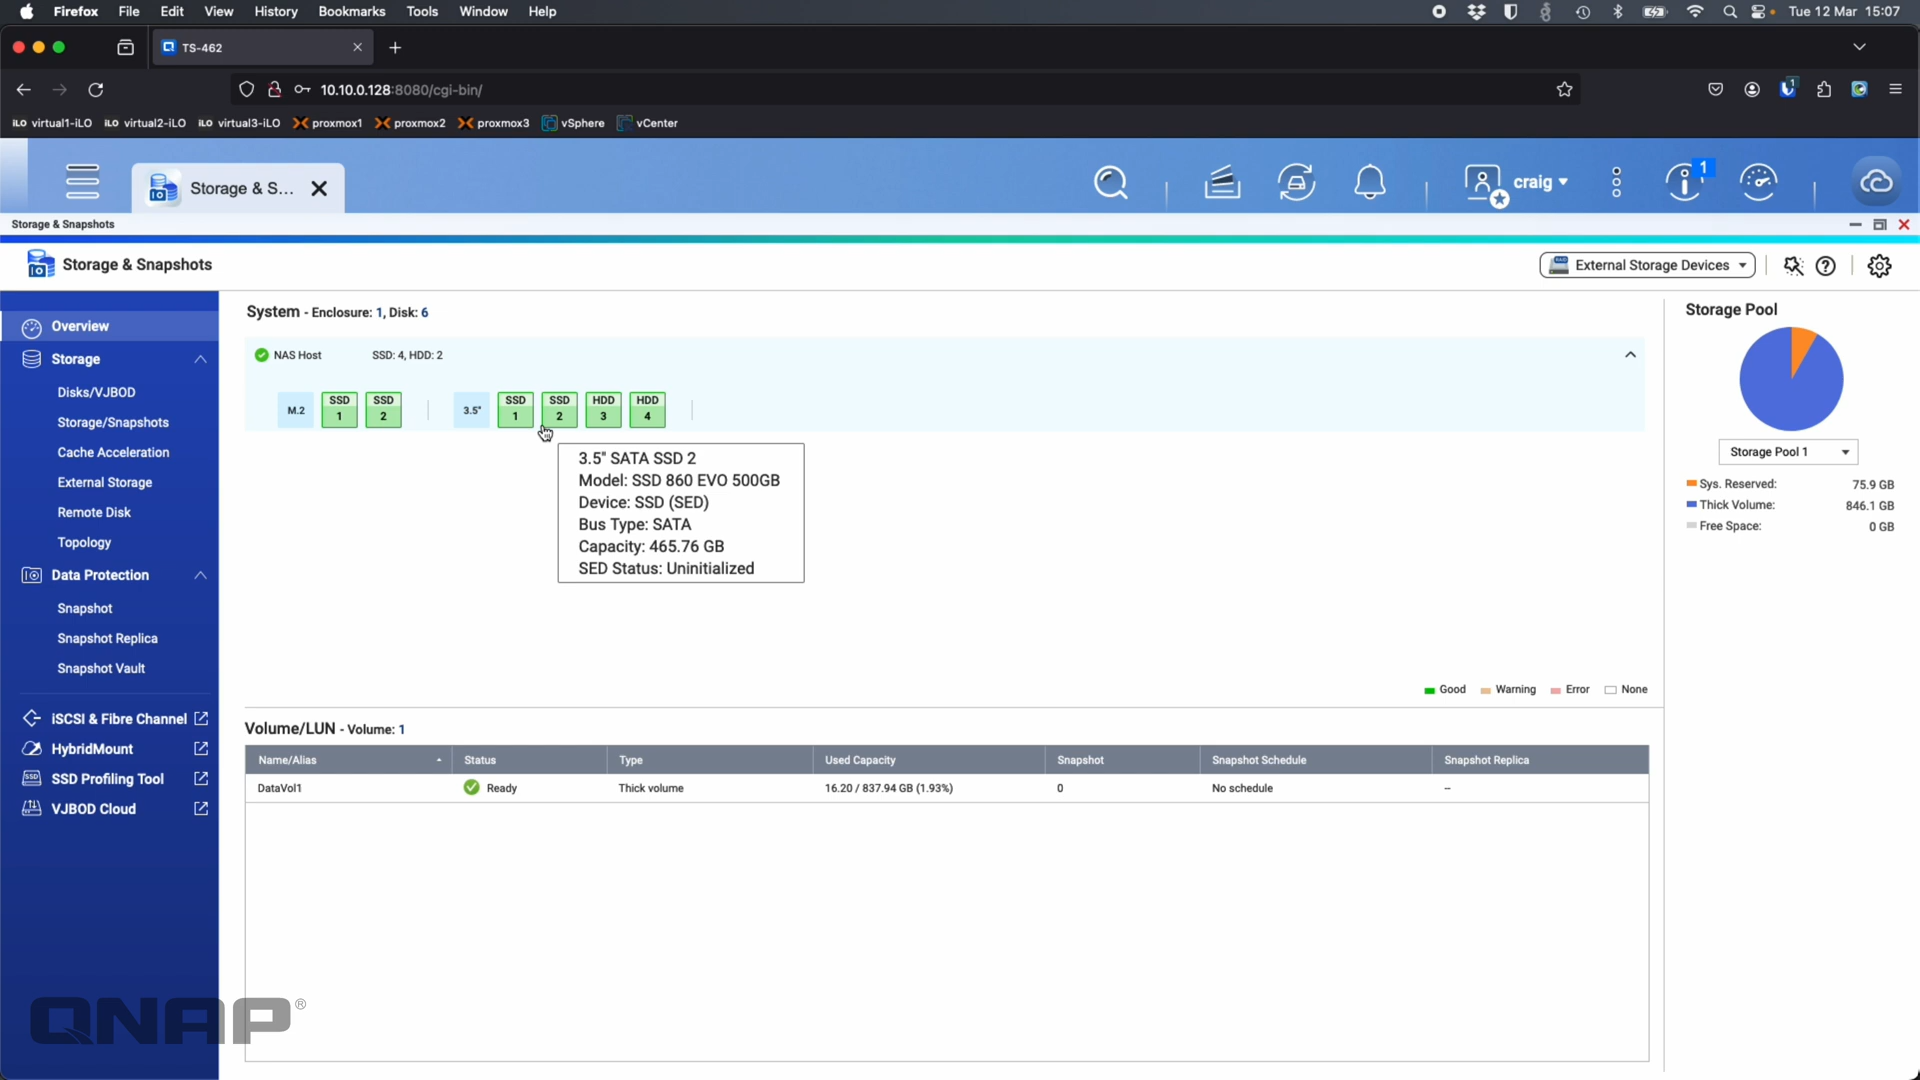 Firefox File Edit View History Bookmarks Tools Window Help Tue 12 Mar 15:07
TS-462
10.10.0.128:8080/cgi-bin/
1
iLO virtual1-iLO iLO virtual2-iLO iLO virtual3-iLO proxmox1 proxmox2 proxmox3 vSphere vCenter
Storage & S... craig 1
Storage & Snapshots
Storage & Snapshots External Storage Devices
Overview
Storage
Disks/VJBOD
Storage/Snapshots
Cache Acceleration
External Storage
Remote Disk
Topology
Data Protection
Snapshot
Snapshot Replica
Snapshot Vault
iSCSI & Fibre Channel
HybridMount
SSD Profiling Tool
VJBOD Cloud
QNAP®
System - Enclosure: 1, Disk: 6
NAS Host SSD: 4, HDD: 2
M.2 SSD 1 SSD 2 3.5" SSD 1 SSD 2 HDD 3 HDD 4
3.5" SATA SSD 2
Model: SSD 860 EVO 500GB
Device: SSD (SED)
Bus Type: SATA
Capacity: 465.76 GB
SED Status: Uninitialized
Good Warning Error None
Volume/LUN - Volume: 1
Name/Alias Status Type Used Capacity Snapshot Snapshot Schedule Snapshot Replica
DataVol1 Ready Thick volume 16.20 / 837.94 GB (1.93%) 0 No schedule --
Storage Pool
Storage Pool 1
Sys. Reserved: 75.9 GB
Thick Volume: 846.1 GB
Free Space: 0 GB